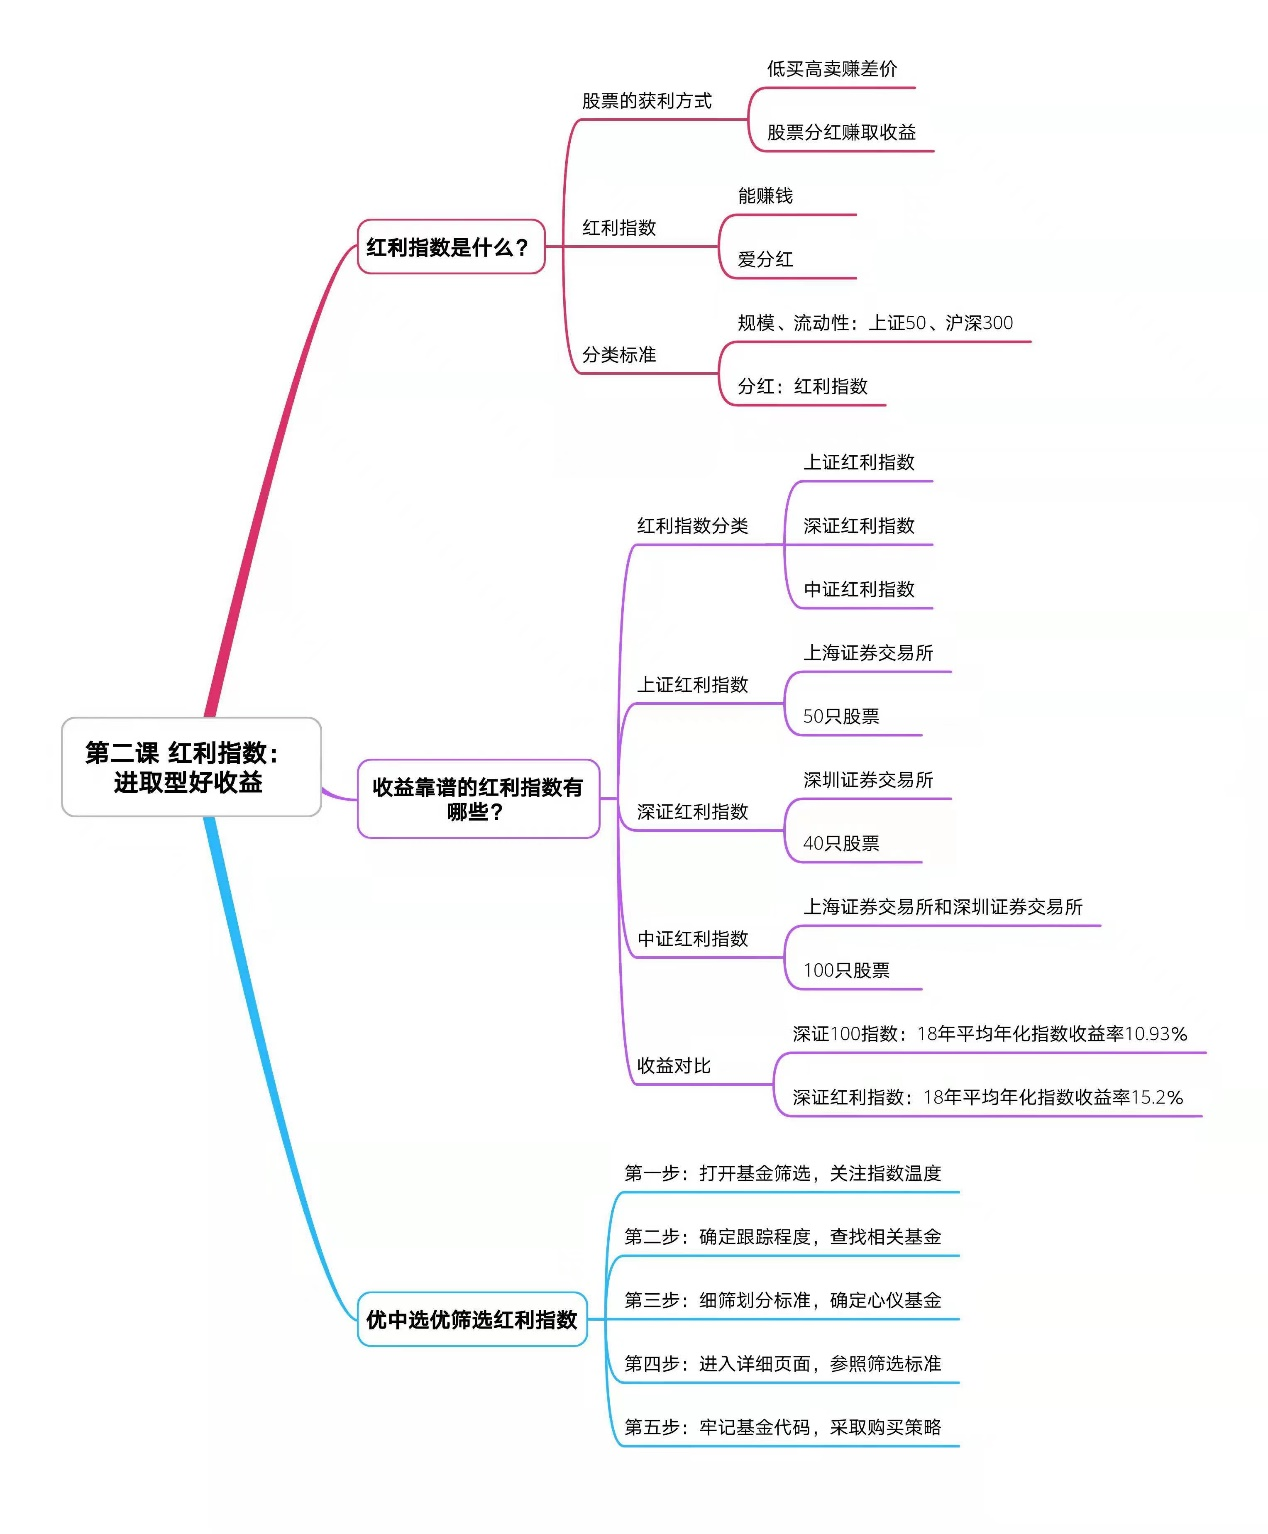 第二课 红利指数：
进取型好收益
红利指数是什么？
股票的获利方式
低买高卖赚差价
股票分红赚取收益
红利指数
能赚钱
爱分红
分类标准
规模、流动性：上证50、沪深300
分红：红利指数
收益靠谱的红利指数有
哪些？
红利指数分类
上证红利指数
深证红利指数
中证红利指数
上证红利指数
上海证券交易所
50只股票
深证红利指数
深圳证券交易所
40只股票
中证红利指数
上海证券交易所和深圳证券交易所
100只股票
收益对比
深证100指数：18年平均年化指数收益率10.93%
深证红利指数：18年平均年化指数收益率15.2%
优中选优筛选红利指数
第一步：打开基金筛选，关注指数温度
第二步：确定跟踪程度，查找相关基金
第三步：细筛划分标准，确定心仪基金
第四步：进入详细页面，参照筛选标准
第五步：牢记基金代码，采取购买策略